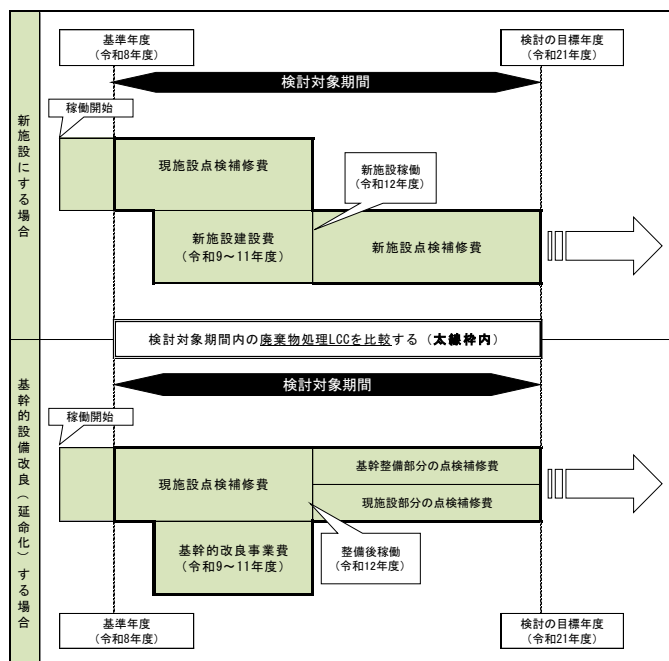 基準年度
(令和8年度)
検討の目標年度
(令和21年度)
検討対象期間
新施設にする場合
稼働開始
現施設点検補修費
新施設稼働
(令和12年度)
新施設建設費
(令和9～11年度)
新施設点検補修費
検討対象期間内の廃棄物処理LCCを比較する(太線枠内)
検討対象期間
基幹的設備改良(延命化)する場合
稼働開始
現施設点検補修費
基幹整備部分の点検補修費
現施設部分の点検補修費
基幹的改良事業費
(令和9～11年度)
整備後稼働
(令和12年度)
基準年度
(令和8年度)
検討の目標年度
(令和21年度)